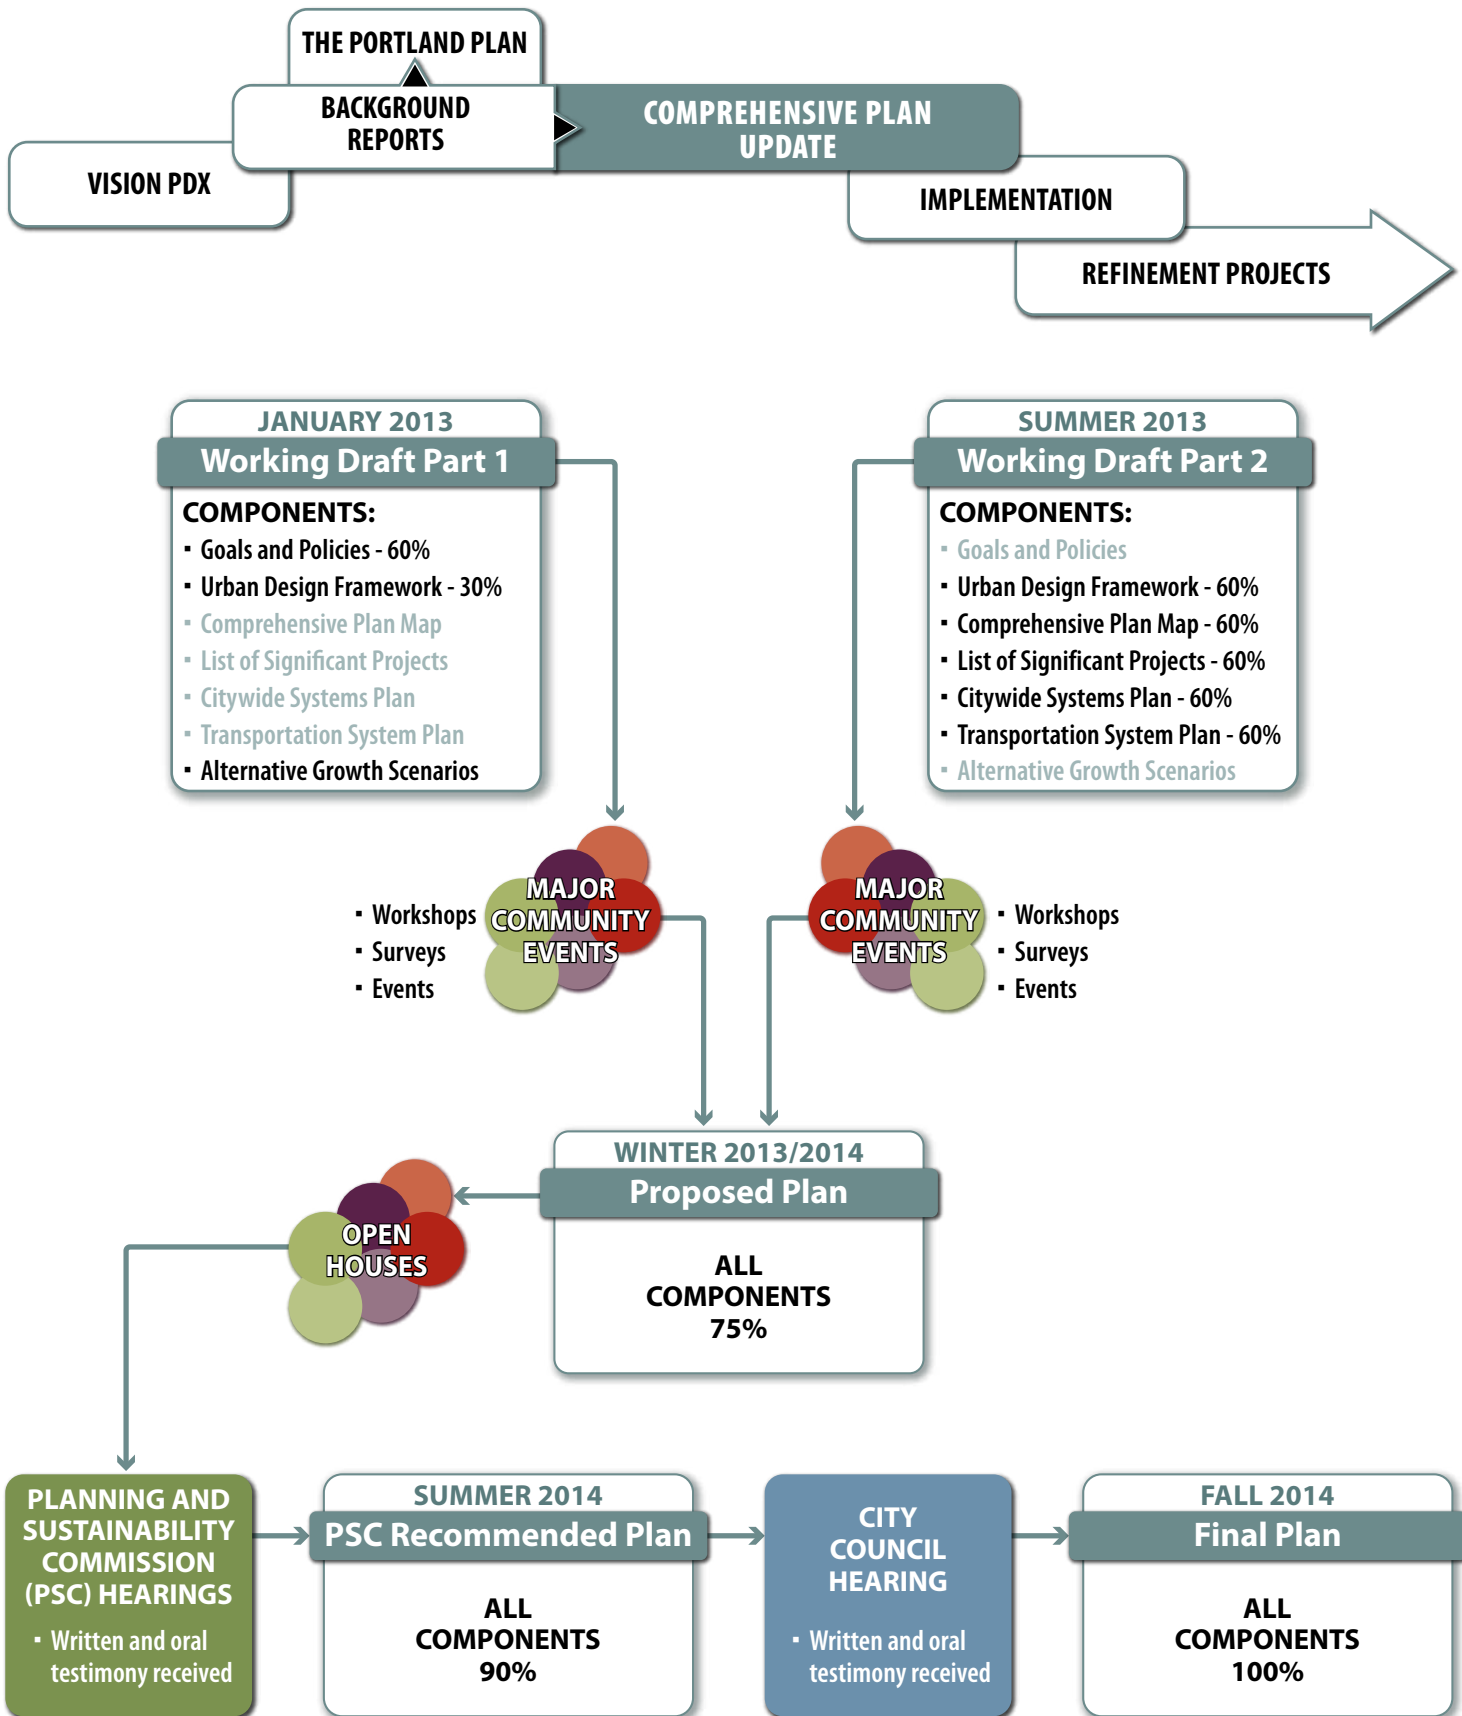 THE PORTLAND PLAN
BACKGROUND
REPORTS
COMPREHENSIVE PLAN
UPDATE
VISION PDX
IMPLEMENTATION
REFINEMENT PROJECTS
JANUARY 2013
Working Draft Part 1
COMPONENTS:
▪ Goals and Policies - 60%
▪ Urban Design Framework - 30%
▪ Comprehensive Plan Map
▪ List of Significant Projects
▪ Citywide Systems Plan
▪ Transportation System Plan
▪ Alternative Growth Scenarios
SUMMER 2013
Working Draft Part 2
COMPONENTS:
▪ Goals and Policies
▪ Urban Design Framework - 60%
▪ Comprehensive Plan Map - 60%
▪ List of Significant Projects - 60%
▪ Citywide Systems Plan - 60%
▪ Transportation System Plan - 60%
▪ Alternative Growth Scenarios
▪ Workshops
▪ Surveys
▪ Events
MAJOR
COMMUNITY
EVENTS
MAJOR
COMMUNITY
EVENTS
▪ Workshops
▪ Surveys
▪ Events
WINTER 2013/2014
Proposed Plan
ALL
COMPONENTS
75%
OPEN
HOUSES
PLANNING AND
SUSTAINABILITY
COMMISSION
(PSC) HEARINGS
▪ Written and oral
testimony received
SUMMER 2014
PSC Recommended Plan
ALL
COMPONENTS
90%
CITY
COUNCIL
HEARING
▪ Written and oral
testimony received
FALL 2014
Final Plan
ALL
COMPONENTS
100%